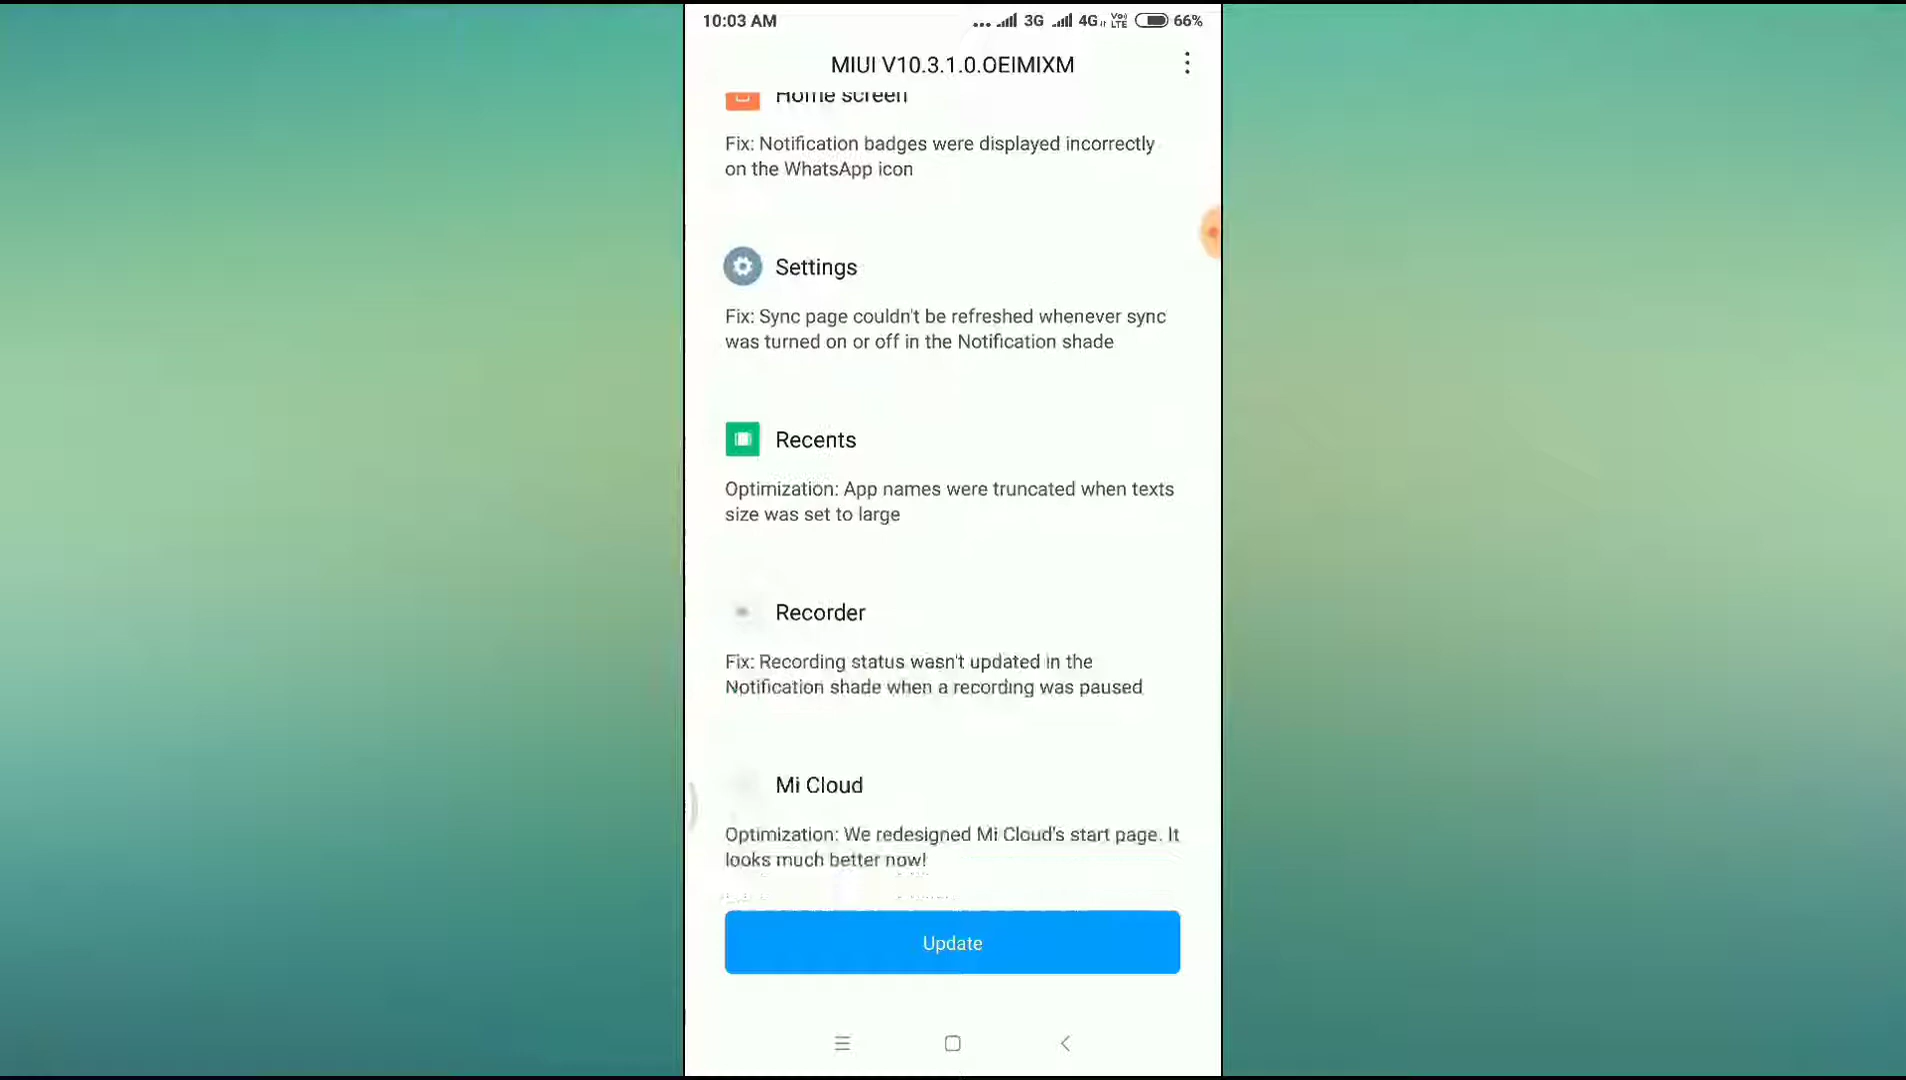 10:03 AM
3G 4G Vo) LTE 66%
MIUI V10.3.1.0.OEIMIXM
Home screen
Fix: Notification badges were displayed incorrectly
on the WhatsApp icon
Settings
Fix: Sync page couldn't be refreshed whenever sync
was turned on or off in the Notification shade
Recents
Optimization: App names were truncated when texts
size was set to large
Recorder
Fix: Recording status wasn't updated in the
Notification shade when a recording was paused
Mi Cloud
Optimization: We redesigned Mi Cloud's start page. It
looks much better now!
Update